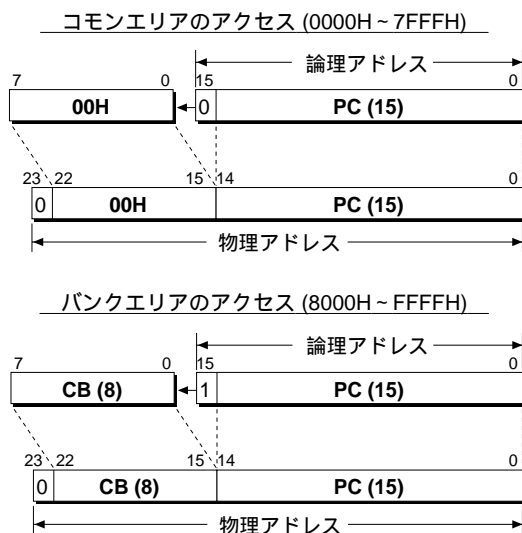 コモンエリアのアクセス (0000H ~ 7FFFH)
論理アドレス
7 0 15 0
00H 0 PC (15)
23 22 15 14 0
0 00H PC (15)
物理アドレス
バンクエリアのアクセス (8000H ~ FFFFH)
論理アドレス
7 0 15 0
CB (8) 1 PC (15)
23 22 15 14 0
0 CB (8) PC (15)
物理アドレス